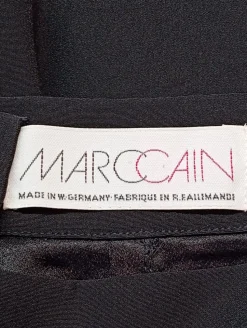 MARCCAIN
MADE IN W. GERMANY · FABRIQUE EN R.F.ALLEMANDE